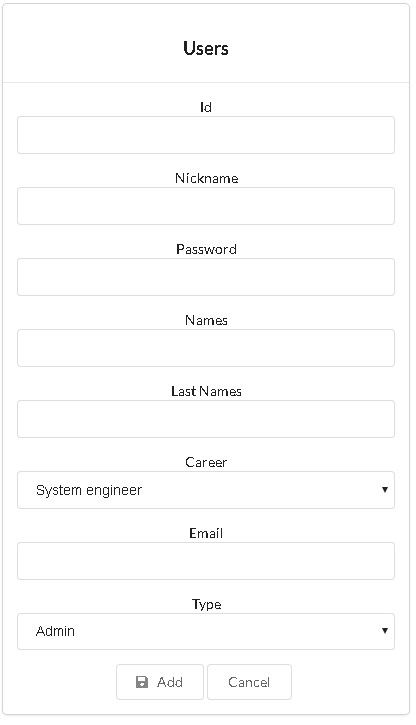 Users
Id
Nickname
Password
Names
Last Names
Career
System engineer
Email
Type
Admin
Add Cancel